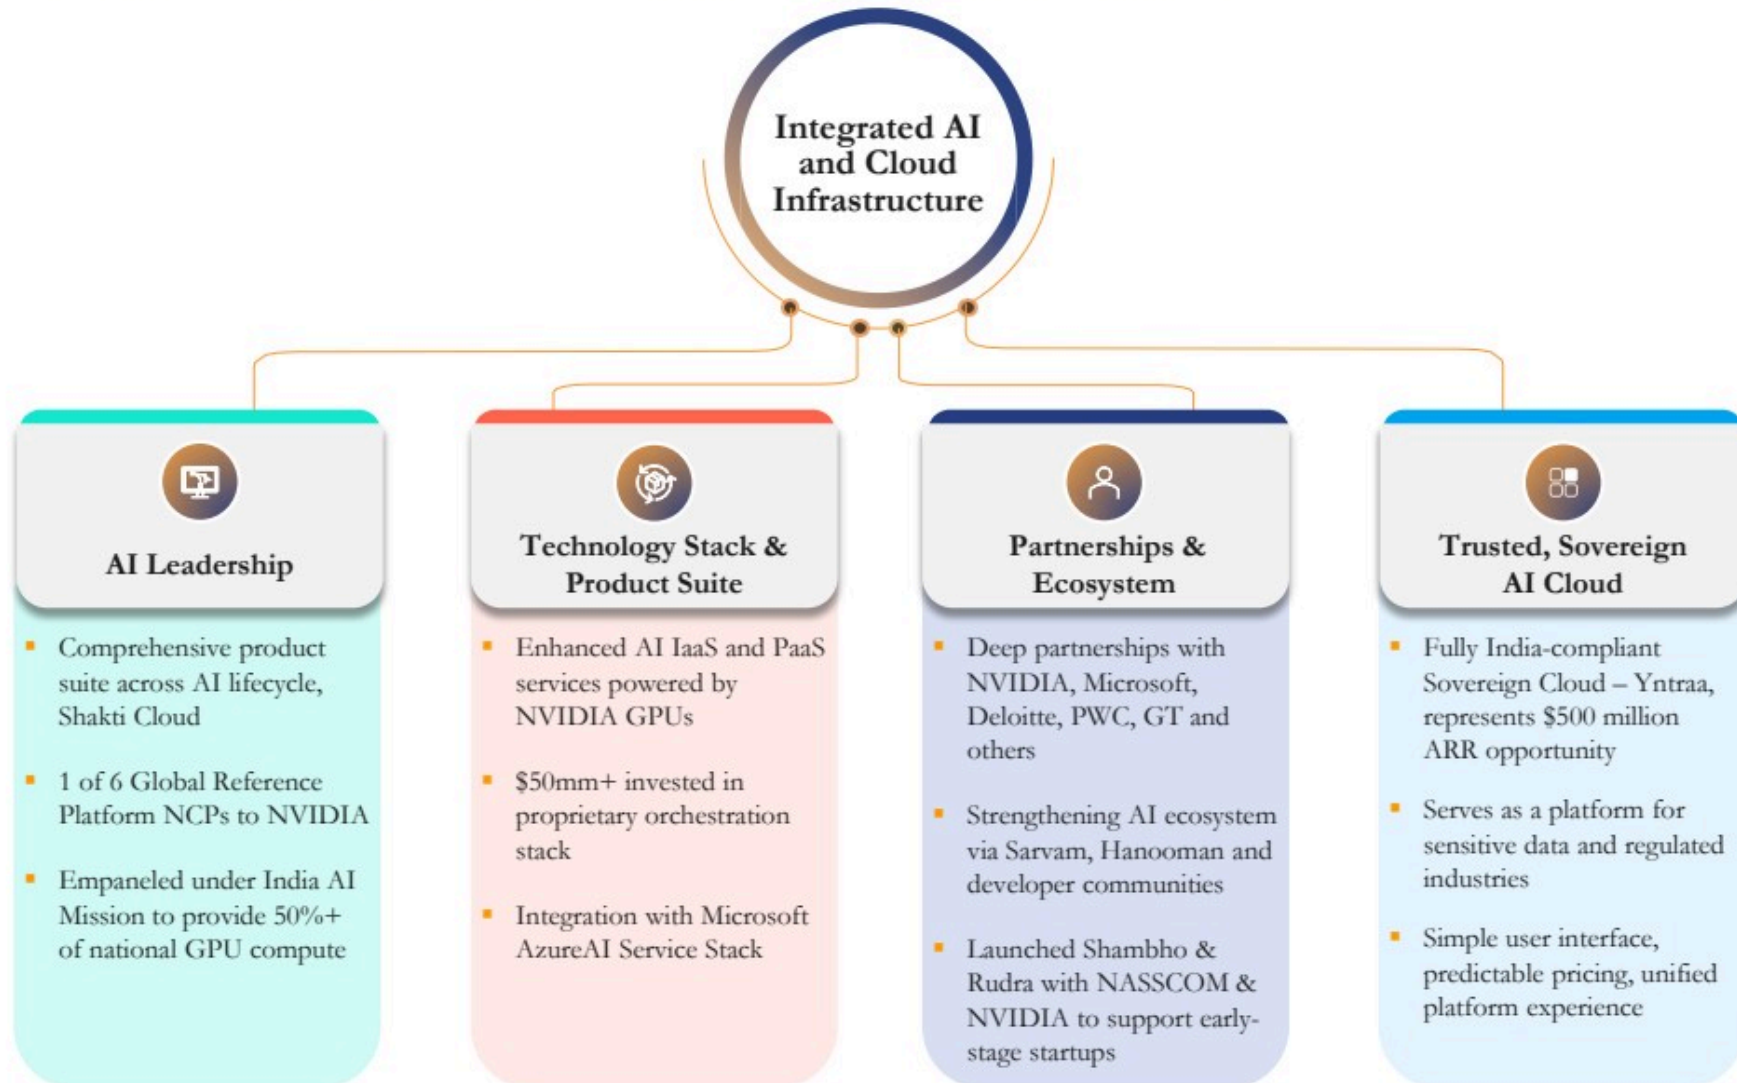 Integrated AI
and Cloud
Infrastructure
AI Leadership
▪ Comprehensive product
suite across AI lifecycle,
Shakti Cloud
▪ 1 of 6 Global Reference
Platform NCPs to NVIDIA
▪ Empaneled under India AI
Mission to provide 50%+
of national GPU compute
Technology Stack &
Product Suite
▪ Enhanced AI IaaS and PaaS
services powered by
NVIDIA GPUs
▪ $50mm+ invested in
proprietary orchestration
stack
▪ Integration with Microsoft
AzureAI Service Stack
Partnerships &
Ecosystem
▪ Deep partnerships with
NVIDIA, Microsoft,
Deloitte, PWC, GT and
others
▪ Strengthening AI ecosystem
via Sarvam, Hanooman and
developer communities
▪ Launched Shambho &
Rudra with NASSCOM &
NVIDIA to support early-
stage startups
Trusted, Sovereign
AI Cloud
▪ Fully India-compliant
Sovereign Cloud – Yntraa,
represents $500 million
ARR opportunity
▪ Serves as a platform for
sensitive data and regulated
industries
▪ Simple user interface,
predictable pricing, unified
platform experience